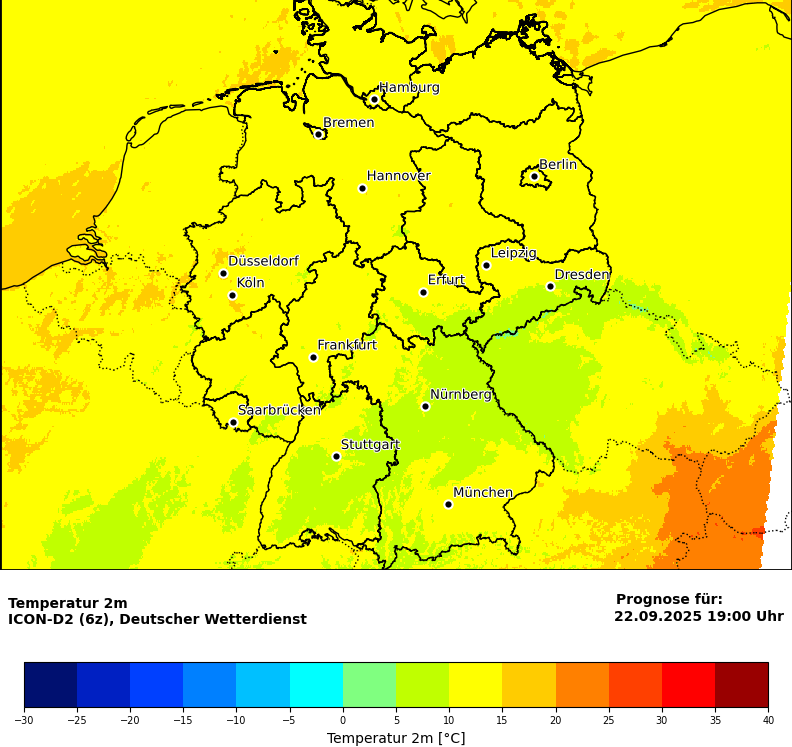 Hamburg
Bremen
Berlin
Hannover
Leipzig
Düsseldorf
Dresden
Köln
Erfurt
Frankfurt
Nürnberg
Saarbrücken
Stuttgart
München
Temperatur 2m
ICON-D2 (6z), Deutscher Wetterdienst
Prognose für:
22.09.2025 19:00 Uhr
−30 −25 −20 −15 −10 −5 0 5 10 15 20 25 30 35 40
Temperatur 2m [°C]